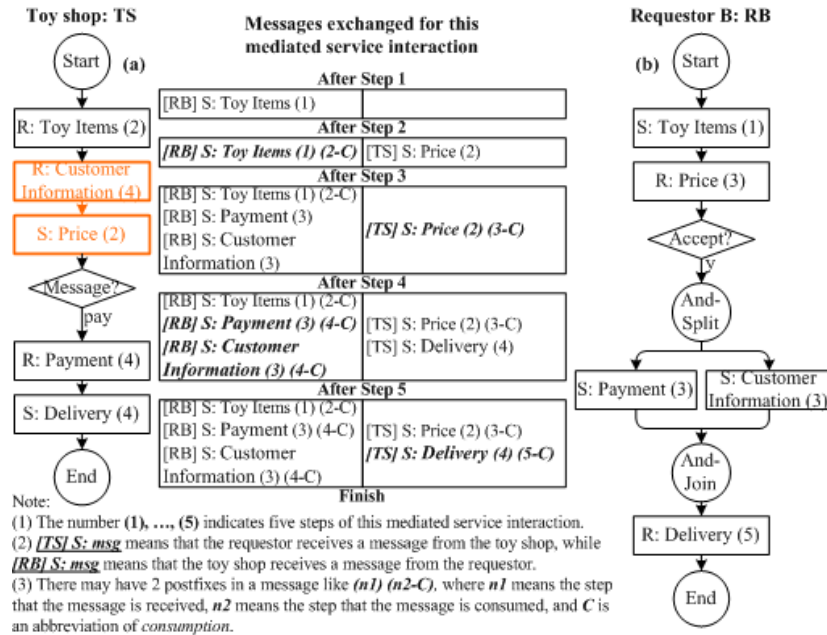 Toy shop: TS
Start
(a)
R: Toy Items (2)
R: Customer
Information (4)
S: Price (2)
Message?
pay
R: Payment (4)
S: Delivery (4)
End
Messages exchanged for this
mediated service interaction
After Step 1
[RB] S: Toy Items (1)
After Step 2
[RB] S: Toy Items (1) (2-C)
[TS] S: Price (2)
After Step 3
[RB] S: Toy Items (1) (2-C)
[RB] S: Payment (3)
[RB] S: Customer
Information (3)
[TS] S: Price (2) (3-C)
After Step 4
[RB] S: Toy Items (1) (2-C)
[RB] S: Payment (3) (4-C)
[RB] S: Customer
Information (3) (4-C)
[TS] S: Price (2) (3-C)
[TS] S: Delivery (4)
After Step 5
[RB] S: Toy Items (1) (2-C)
[RB] S: Payment (3) (4-C)
[RB] S: Customer
Information (3) (4-C)
[TS] S: Price (2) (3-C)
[TS] S: Delivery (4) (5-C)
Finish
Requestor B: RB
(b)
Start
S: Toy Items (1)
R: Price (3)
Accept?
y
And-
Split
S: Payment (3)
S: Customer
Information (3)
And-
Join
R: Delivery (5)
End
Note:
(1) The number (1), ..., (5) indicates five steps of this mediated service interaction.
(2) [TS] S: msg means that the requestor receives a message from the toy shop, while
[RB] S: msg means that the toy shop receives a message from the requestor.
(3) There may have 2 postfixes in a message like (n1) (n2-C), where n1 means the step
that the message is received, n2 means the step that the message is consumed, and C is
an abbreviation of consumption.